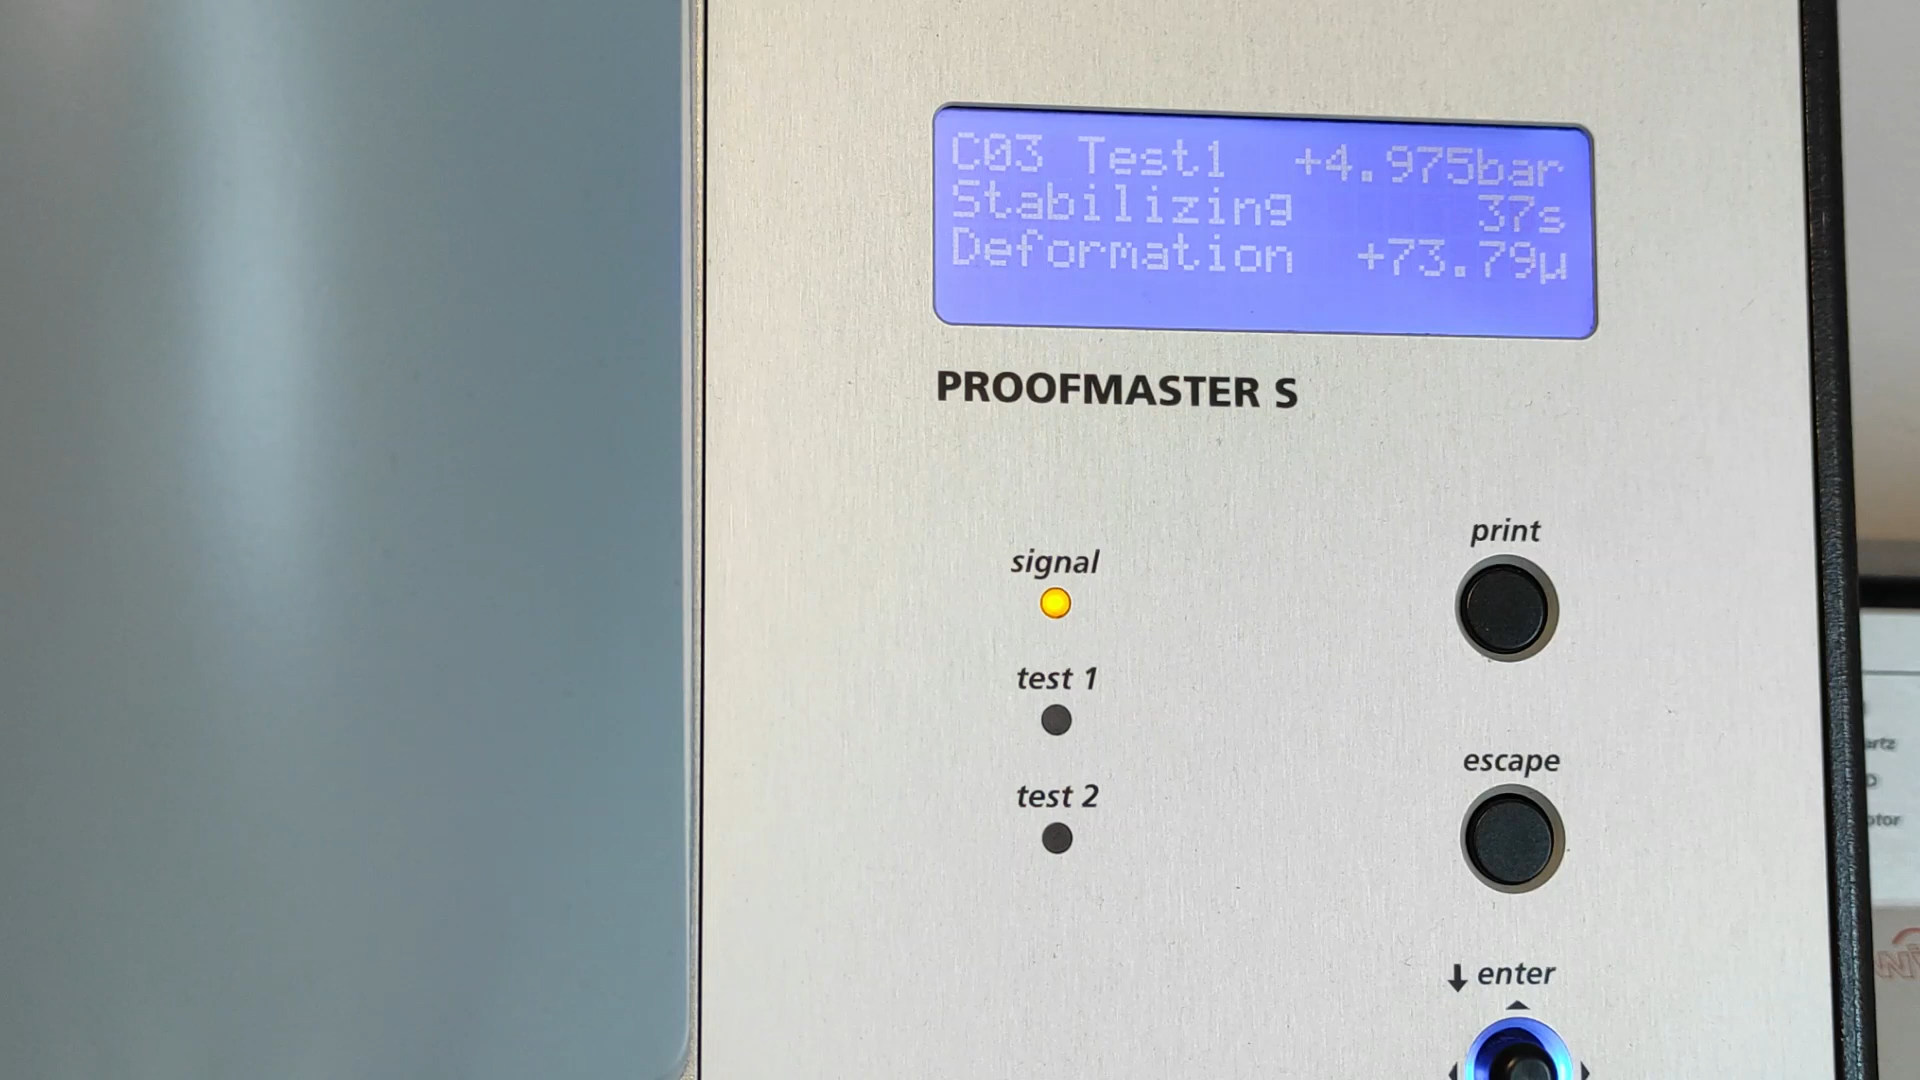 C03 Test1 +4.975bar
Stabilizing 37s
Deformation +73.79µ
PROOFMASTER S
print
signal
test 1
escape
test 2
↓ enter